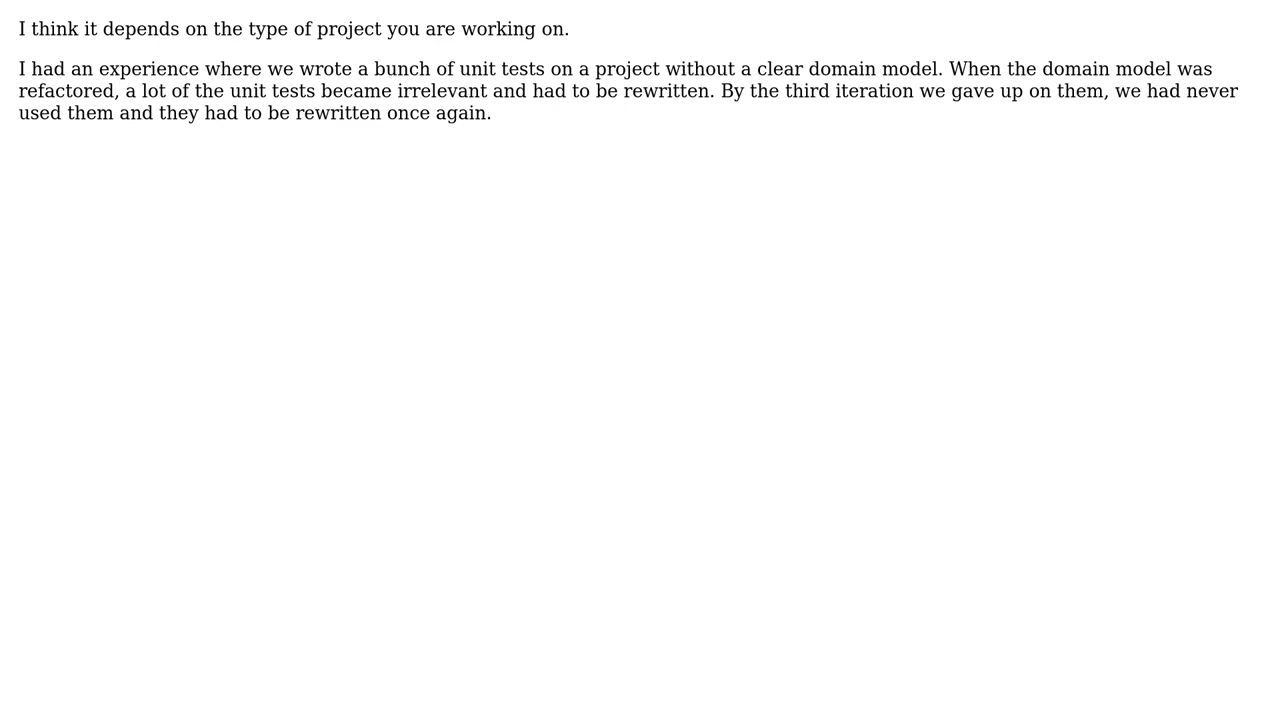 I think it depends on the type of project you are working on.
I had an experience where we wrote a bunch of unit tests on a project without a clear domain model. When the domain model was
refactored, a lot of the unit tests became irrelevant and had to be rewritten. By the third iteration we gave up on them, we had never
used them and they had to be rewritten once again.